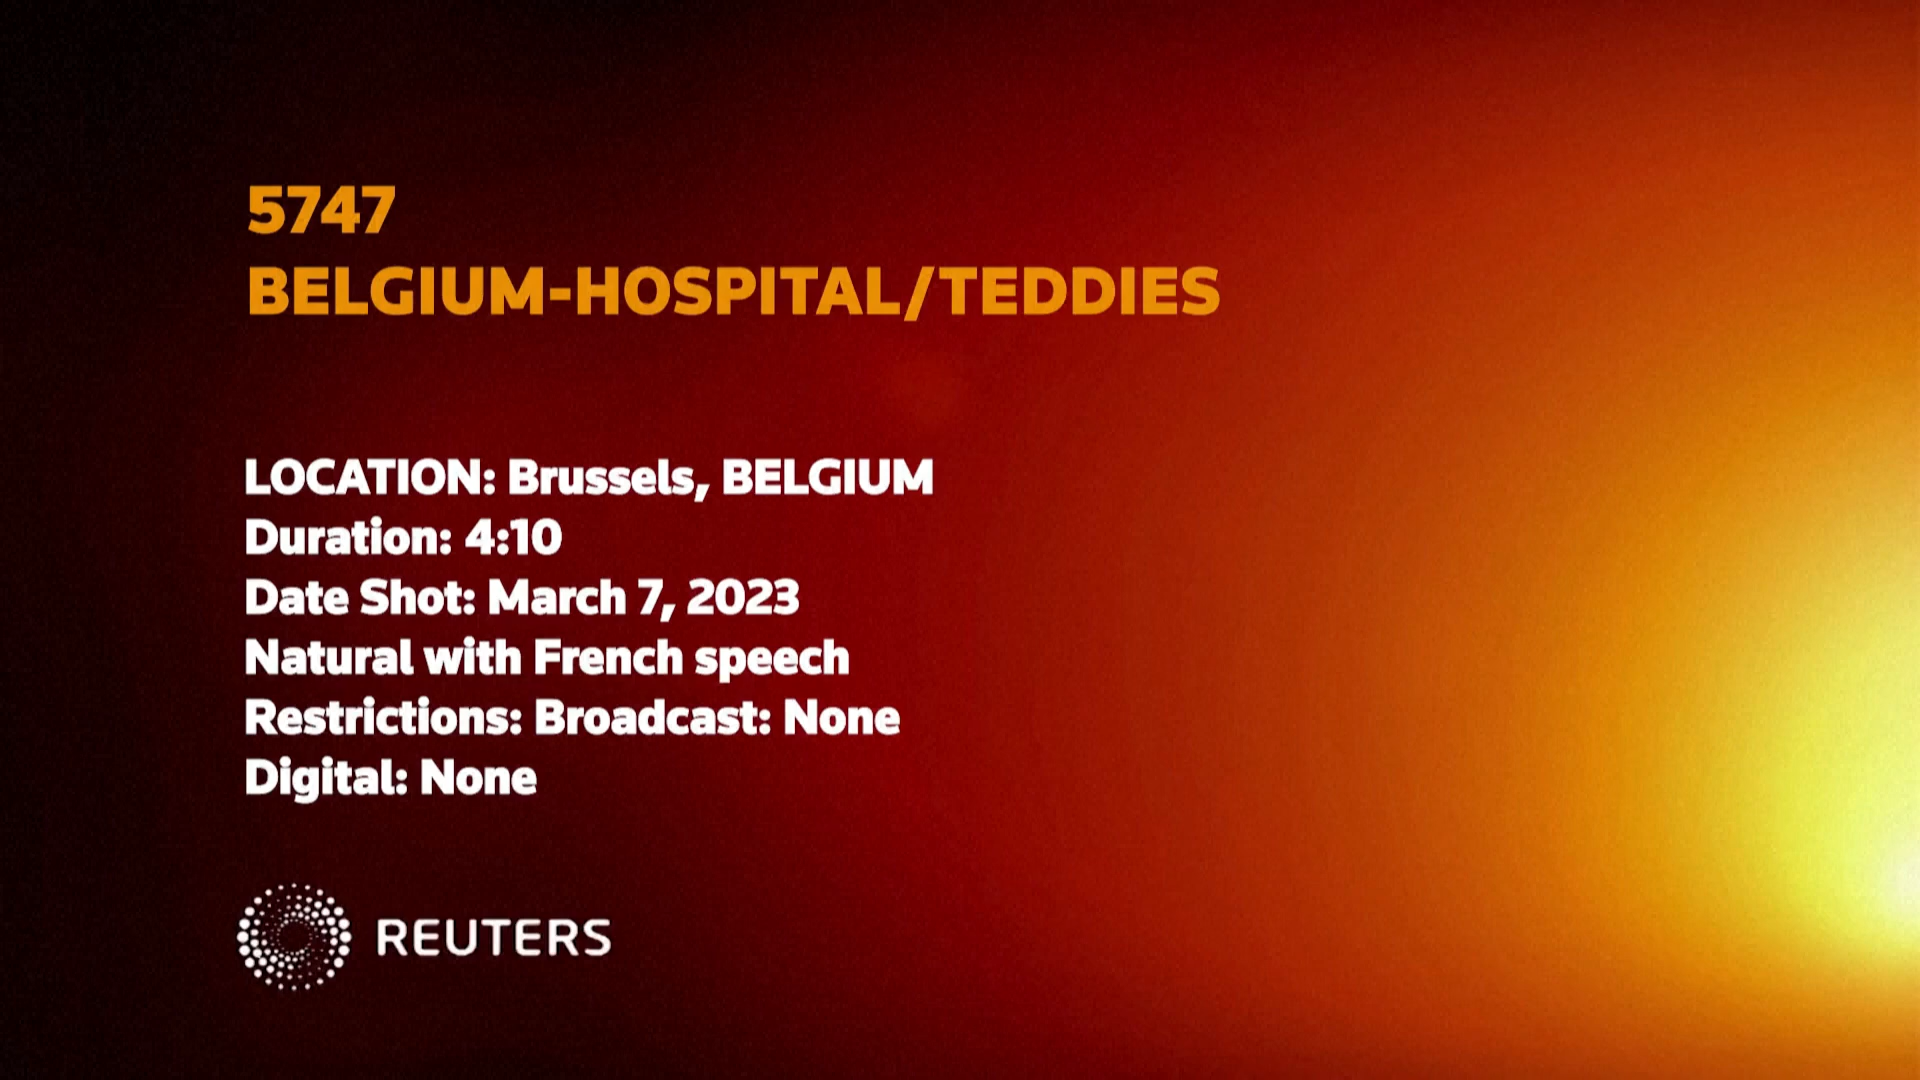 5747
BELGIUM-HOSPITAL/TEDDIES
LOCATION: Brussels, BELGIUM
Duration: 4:10
Date Shot: March 7, 2023
Natural with French speech
Restrictions: Broadcast: None
Digital: None
REUTERS